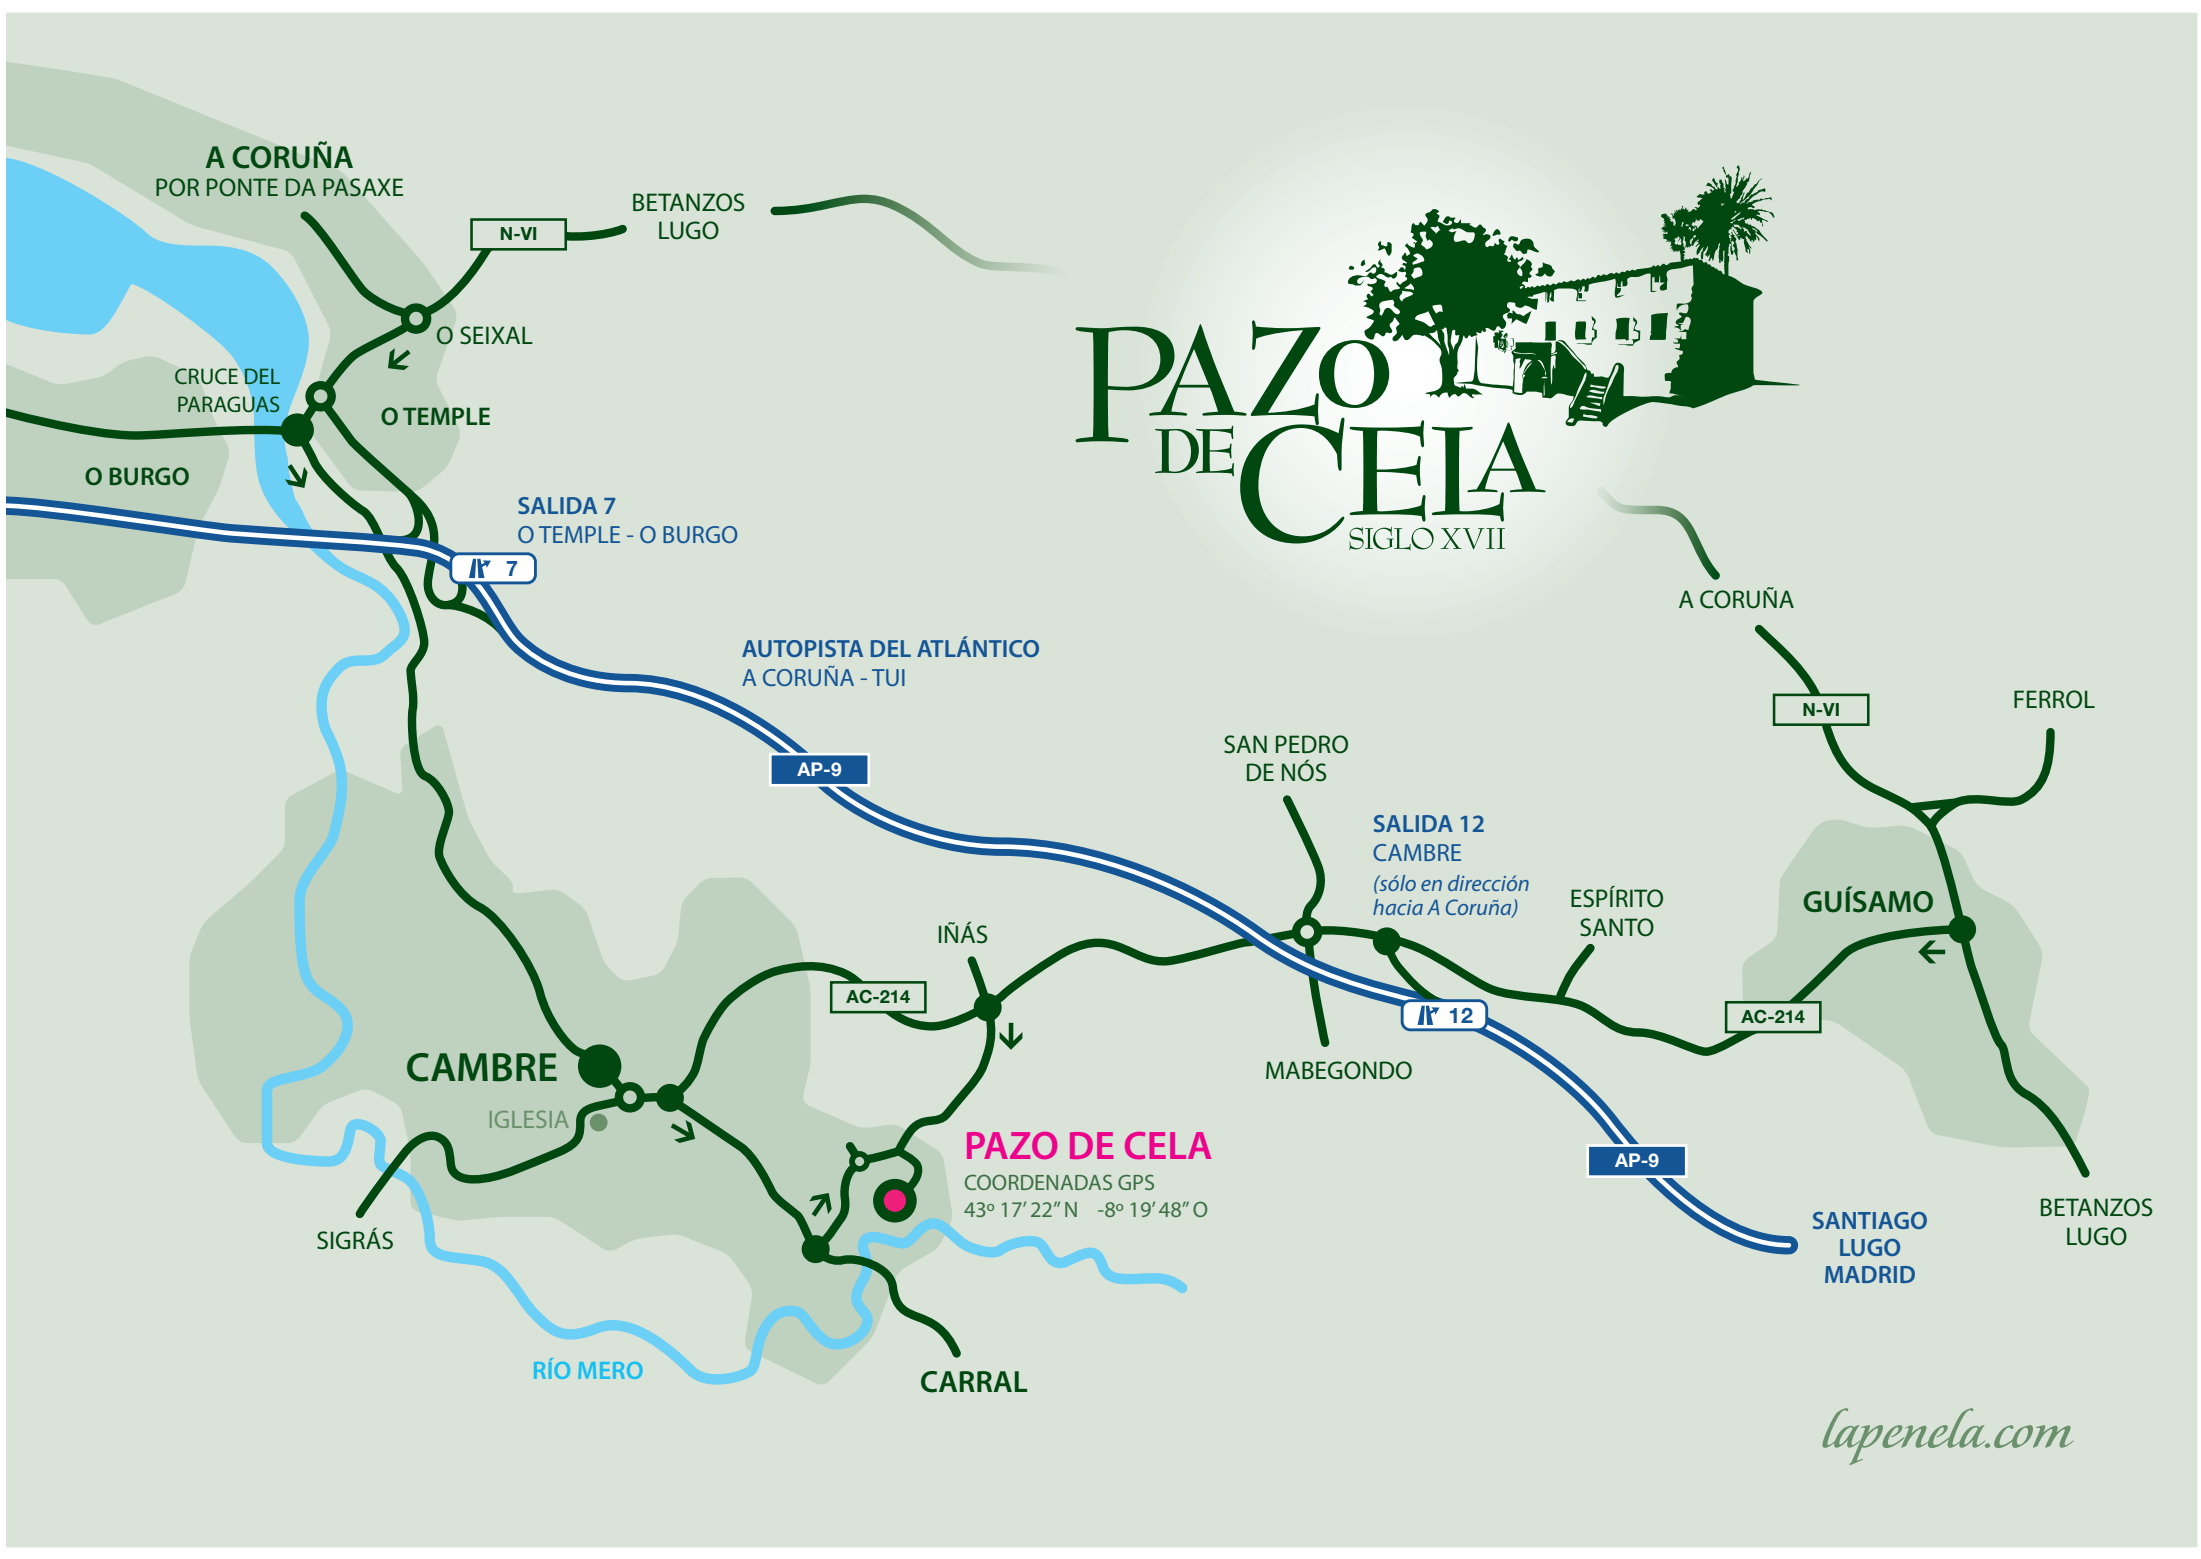 A CORUÑA
POR PONTE DA PASAXE
N-VI
BETANZOS
LUGO
O SEIXAL
CRUCE DEL
PARAGUAS
O TEMPLE
O BURGO
SALIDA 7
O TEMPLE - O BURGO
7
PAZO
DE CELA
SIGLO XVII
AUTOPISTA DEL ATLÁNTICO
A CORUÑA - TUI
AP-9
A CORUÑA
N-VI
FERROL
SAN PEDRO
DE NÓS
SALIDA 12
CAMBRE
(sólo en dirección
hacia A Coruña)
ESPÍRITO
SANTO
GUÍSAMO
IÑÁS
AC-214
12
AC-214
MABEGONDO
CAMBRE
IGLESIA
PAZO DE CELA
COORDENADAS GPS
43º 17’ 22” N -8º 19’ 48” O
AP-9
SIGRÁS
SANTIAGO
LUGO
MADRID
BETANZOS
LUGO
RÍO MERO
CARRAL
lapenela.com